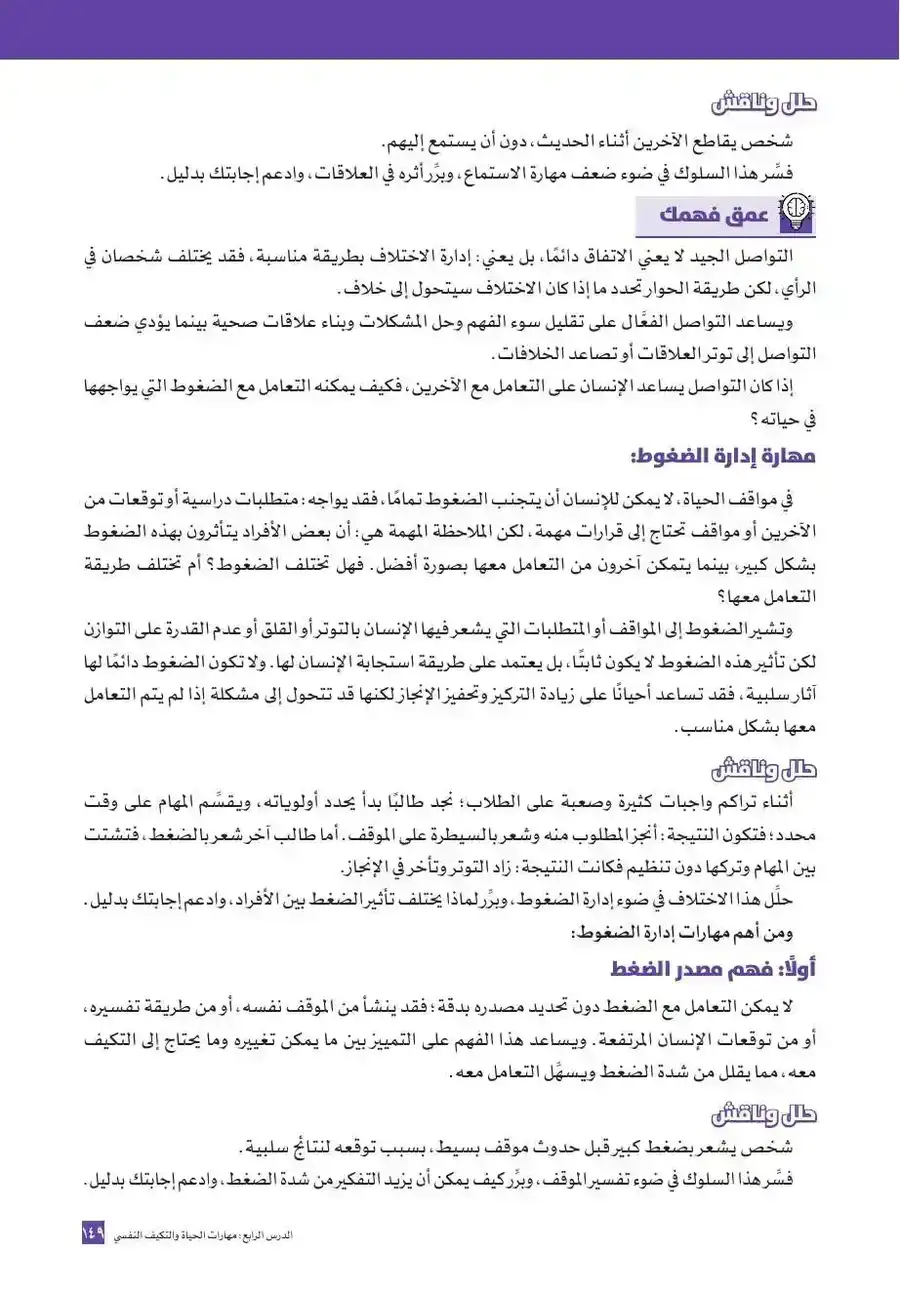 حلل وناقش
شخص يقاطع الآخرين أثناء الحديث، دون أن يستمع إليهم.
فسِّر هذا السلوك في ضوء ضعف مهارة الاستماع، وبرِّر أثره في العلاقات، وادعم إجابتك بدليل.
عمق فهمك
التواصل الجيد لا يعني الاتفاق دائمًا، بل يعني: إدارة الاختلاف بطريقة مناسبة، فقد يختلف شخصان في
الرأي، لكن طريقة الحوار تحدد ما إذا كان الاختلاف سيتحول إلى خلاف.
ويساعد التواصل الفعَّال على تقليل سوء الفهم وحل المشكلات وبناء علاقات صحية بينما يؤدي ضعف
التواصل إلى توتر العلاقات أو تصاعد الخلافات.
إذا كان التواصل يساعد الإنسان على التعامل مع الآخرين، فكيف يمكنه التعامل مع الضغوط التي يواجهها
في حياته؟
مهارة إدارة الضغوط:
في مواقف الحياة، لا يمكن للإنسان أن يتجنب الضغوط تمامًا، فقد يواجه: متطلبات دراسية أو توقعات من
الآخرين أو مواقف تحتاج إلى قرارات مهمة، لكن الملاحظة المهمة هي: أن بعض الأفراد يتأثرون بهذه الضغوط
بشكل كبير، بينما يتمكن آخرون من التعامل معها بصورة أفضل. فهل تختلف الضغوط؟ أم تختلف طريقة
التعامل معها؟
وتشير الضغوط إلى المواقف أو المتطلبات التي يشعر فيها الإنسان بالتوتر أو القلق أو عدم القدرة على التوازن
لكن تأثير هذه الضغوط لا يكون ثابتًا، بل يعتمد على طريقة استجابة الإنسان لها. ولا تكون الضغوط دائمًا لها
آثار سلبية، فقد تساعد أحيانًا على زيادة التركيز وتحفيز الإنجاز لكنها قد تتحول إلى مشكلة إذا لم يتم التعامل
معها بشكل مناسب.
حلل وناقش
أثناء تراكم واجبات كثيرة وصعبة على الطلاب؛ نجد طالبًا بدأ يحدد أولوياته، ويقسِّم المهام على وقت
محدد؛ فتكون النتيجة: أنجز المطلوب منه وشعر بالسيطرة على الموقف. أما طالب آخر شعر بالضغط، فتشتت
بين المهام وتركها دون تنظيم فكانت النتيجة: زاد التوتر وتأخر في الإنجاز.
حلِّل هذا الاختلاف في ضوء إدارة الضغوط، وبرِّر لماذا يختلف تأثير الضغط بين الأفراد، وادعم إجابتك بدليل.
ومن أهم مهارات إدارة الضغوط:
أولًا: فهم مصدر الضغط
لا يمكن التعامل مع الضغط دون تحديد مصدره بدقة؛ فقد ينشأ من الموقف نفسه، أو من طريقة تفسيره،
أو من توقعات الإنسان المرتفعة. ويساعد هذا الفهم على التمييز بين ما يمكن تغييره وما يحتاج إلى التكيف
معه، مما يقلل من شدة الضغط ويسهِّل التعامل معه.
حلل وناقش
شخص يشعر بضغط كبير قبل حدوث موقف بسيط، بسبب توقعه لنتائج سلبية.
فسِّر هذا السلوك في ضوء تفسير الموقف، وبرِّر كيف يمكن أن يزيد التفكير من شدة الضغط، وادعم إجابتك بدليل.
الدرس الرابع: مهارات الحياة والتكيف النفسي ١٤٩